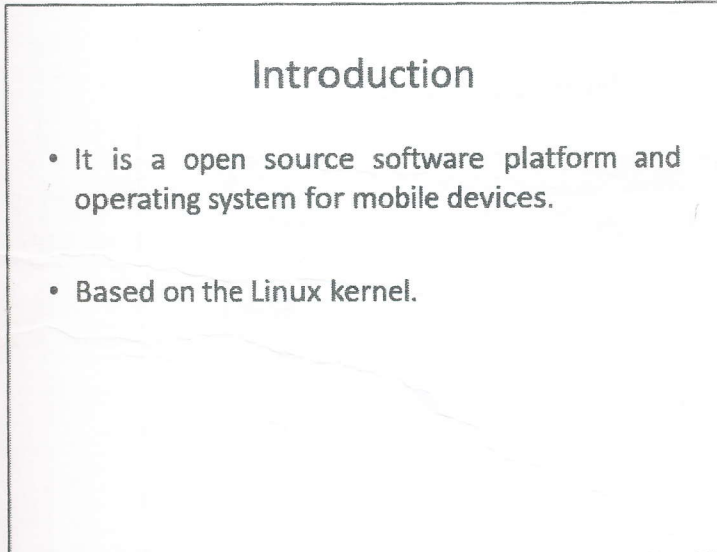 Introduction
• It is a open source software platform and
operating system for mobile devices.
• Based on the Linux kernel.